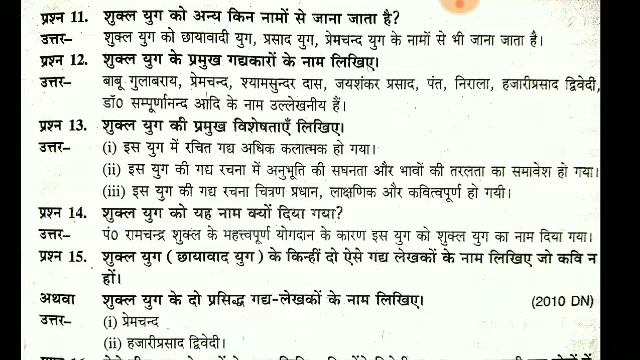 प्रश्न 11. शुक्ल युग को अन्य किन नामों से जाना जाता है?
उत्तर– शुक्ल युग को छायावादी युग, प्रसाद युग, प्रेमचन्द युग के नामों से भी जाना जाता है।
प्रश्न 12. शुक्ल युग के प्रमुख गद्यकारों के नाम लिखिए।
उत्तर– बाबू गुलाबराय, प्रेमचन्द, श्यामसुन्दर दास, जयशंकर प्रसाद, पंत, निराला, हजारीप्रसाद द्विवेदी,
डॉ० सम्पूर्णानन्द आदि के नाम उल्लेखनीय हैं।
प्रश्न 13. शुक्ल युग की प्रमुख विशेषताएँ लिखिए।
उत्तर– (i) इस युग में रचित गद्य अधिक कलात्मक हो गया।
(ii) इस युग की गद्य रचना में अनुभूति की सघनता और भावों की तरलता का समावेश हो गया।
(iii) इस युग की गद्य रचना चित्रण प्रधान, लाक्षणिक और कवित्वपूर्ण हो गयी।
प्रश्न 14. शुक्ल युग को यह नाम क्यों दिया गया?
उत्तर– पं० रामचन्द्र शुक्ल के महत्त्वपूर्ण योगदान के कारण इस युग को शुक्ल युग का नाम दिया गया।
प्रश्न 15. शुक्ल युग ( छायावाद युग ) के किन्हीं दो ऐसे गद्य लेखकों के नाम लिखिए जो कवि न
हों।
अथवा शुक्ल युग के दो प्रसिद्ध गद्य-लेखकों के नाम लिखिए। (2010 DN)
उत्तर– (i) प्रेमचन्द
(ii) हजारीप्रसाद द्विवेदी।